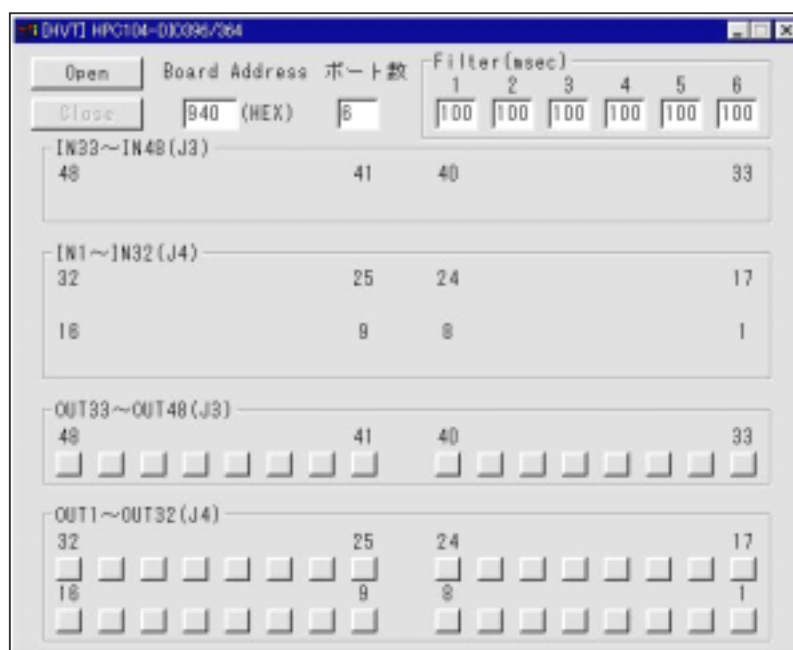 [HVT] HPC104-DIO396/364
Open Board Address ポート数 Filter(msec)
1 2 3 4 5 6
Close 940 (HEX) 6 100 100 100 100 100 100
IN33～IN48(J3)
48 41 40 33
IN1～IN32(J4)
32 25 24 17
16 9 8 1
OUT33～OUT48(J3)
48 41 40 33
OUT1～OUT32(J4)
32 25 24 17
16 9 8 1